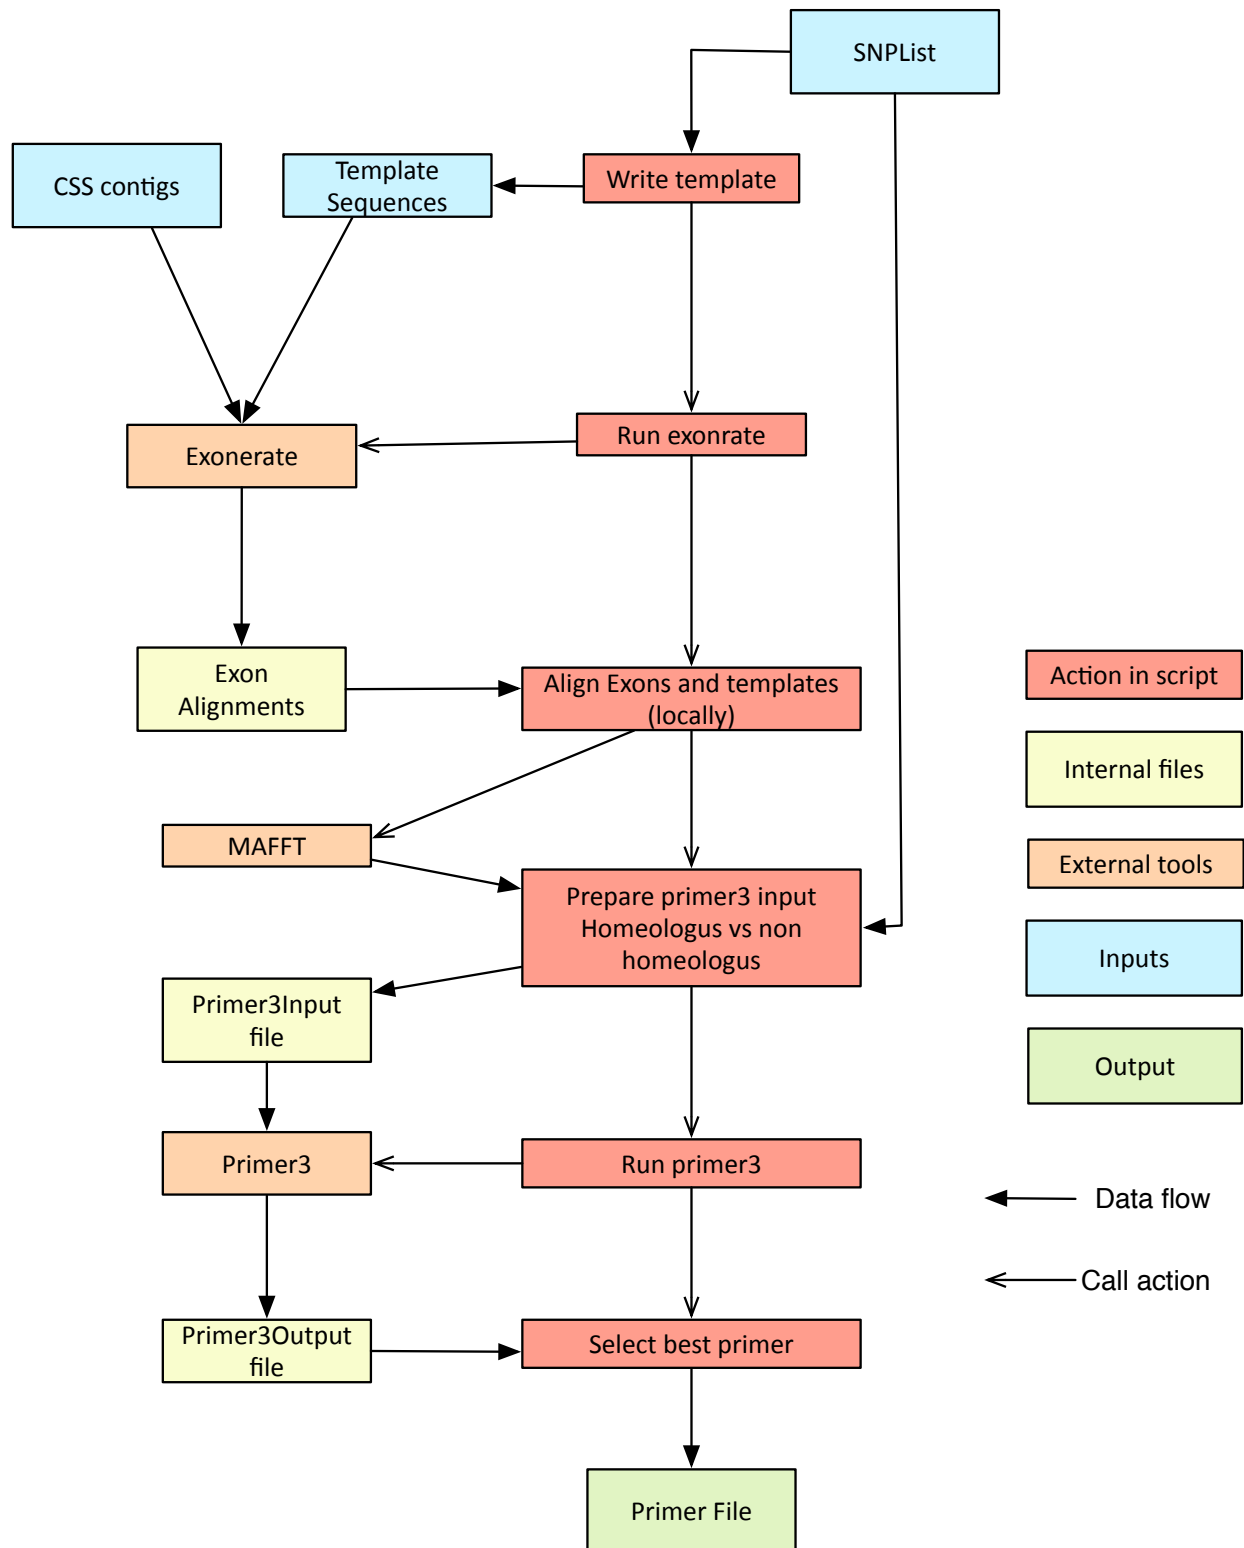 SNPList
CSS contigs
Template
Sequences
Write template
Exonerate
Run exonrate
Exon
Alignments
Align Exons and templates
(locally)
Action in script
Internal files
MAFFT
External tools
Prepare primer3 input
Homeologus vs non
homeologus
Inputs
Primer3Input
file
Output
Primer3
Run primer3
Data flow
Call action
Primer3Output
file
Select best primer
Primer File